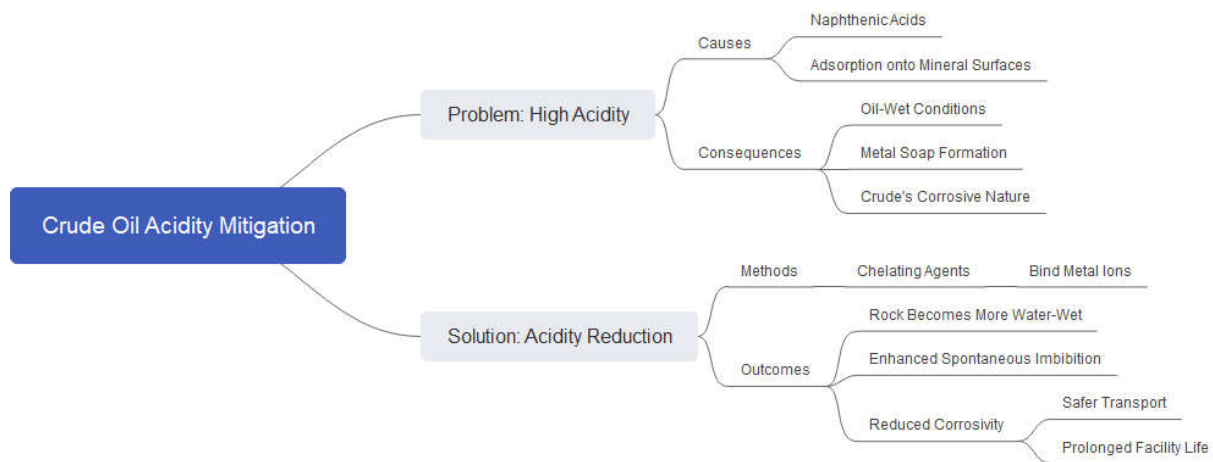 Crude Oil Acidity Mitigation
Problem: High Acidity
Causes
Naphthenic Acids
Adsorption onto Mineral Surfaces
Consequences
Oil-Wet Conditions
Metal Soap Formation
Crude's Corrosive Nature
Solution: Acidity Reduction
Methods
Chelating Agents
Bind Metal Ions
Outcomes
Rock Becomes More Water-Wet
Enhanced Spontaneous Imbibition
Reduced Corrosivity
Safer Transport
Prolonged Facility Life